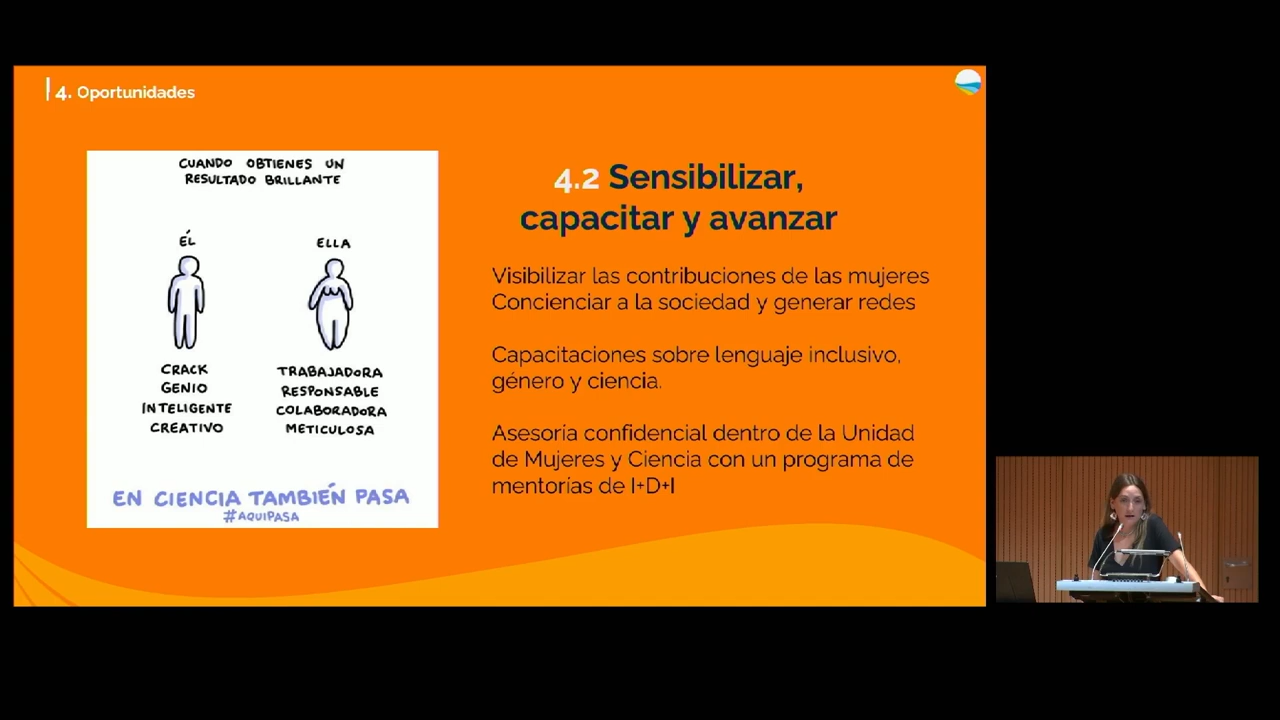 4. Oportunidades
CUANDO OBTIENES UN
RESULTADO BRILLANTE
ÉL
ELLA
CRACK
GENIO
INTELIGENTE
CREATIVO
TRABAJADORA
RESPONSABLE
COLABORADORA
METICULOSA
EN CIENCIA TAMBIÉN PASA
#AQUIPASA
4.2 Sensibilizar,
capacitar y avanzar
Visibilizar las contribuciones de las mujeres
Concienciar a la sociedad y generar redes
Capacitaciones sobre lenguaje inclusivo,
género y ciencia.
Asesoría confidencial dentro de la Unidad
de Mujeres y Ciencia con un programa de
mentorías de I+D+I